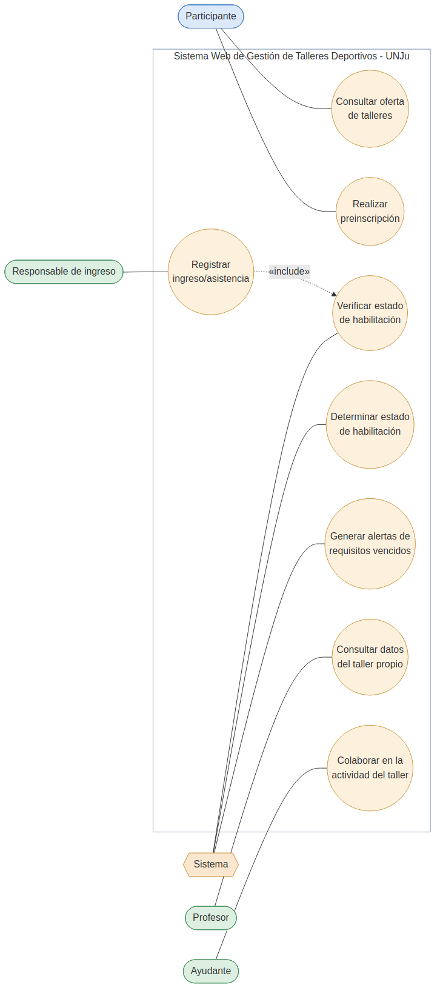 Participante
Sistema Web de Gestión de Talleres Deportivos - UNJu
Consultar oferta
de talleres
Realizar
preinscripción
Responsable de ingreso
Registrar
ingreso/asistencia
«include»
Verificar estado
de habilitación
Determinar estado
de habilitación
Generar alertas de
requisitos vencidos
Consultar datos
del taller propio
Colaborar en la
actividad del taller
Sistema
Profesor
Ayudante